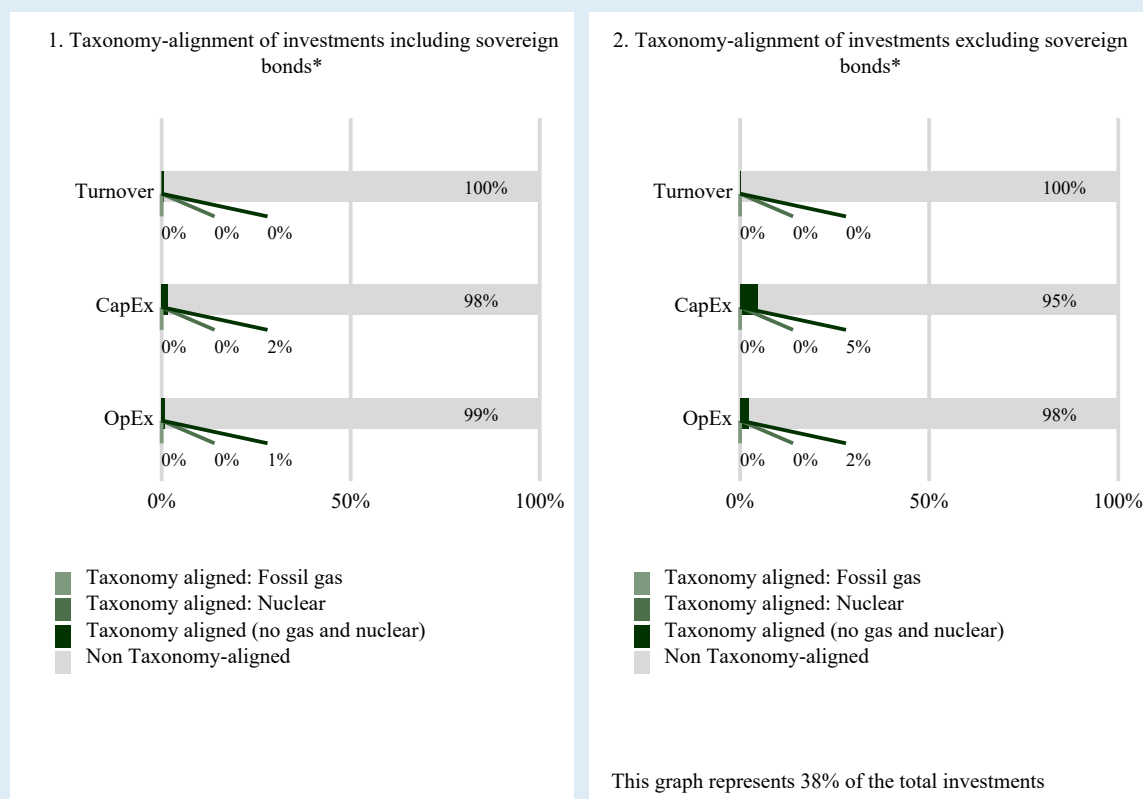 1. Taxonomy-alignment of investments including sovereign
bonds*
Turnover
100%
0% 0% 0%
CapEx
98%
0% 0% 2%
OpEx
99%
0% 0% 1%
0% 50% 100%
Taxonomy aligned: Fossil gas
Taxonomy aligned: Nuclear
Taxonomy aligned (no gas and nuclear)
Non Taxonomy-aligned
2. Taxonomy-alignment of investments excluding sovereign
bonds*
Turnover
100%
0% 0% 0%
CapEx
95%
0% 0% 5%
OpEx
98%
0% 0% 2%
0% 50% 100%
Taxonomy aligned: Fossil gas
Taxonomy aligned: Nuclear
Taxonomy aligned (no gas and nuclear)
Non Taxonomy-aligned
This graph represents 38% of the total investments